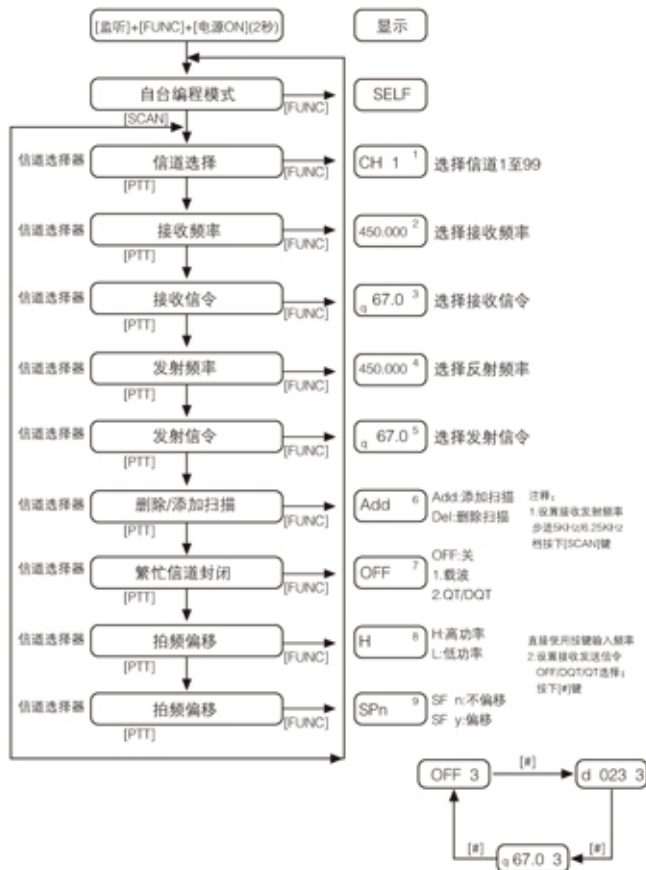 [监听]+[FUNC]+[电源ON](2秒)
显示
自台编程模式
[FUNC]
SELF
[SCAN]
信道选择器
信道选择
[FUNC]
CH 1 1
选择信道1至99
[PTT]
信道选择器
接收频率
[FUNC]
450.000 2
选择接收频率
[PTT]
信道选择器
接收信令
[FUNC]
q 67.0 3
选择接收信令
[PTT]
信道选择器
发射频率
[FUNC]
450.000 4
选择反射频率
[PTT]
信道选择器
发射信令
[FUNC]
q 67.0 5
选择发射信令
[PTT]
信道选择器
删除/添加扫描
[FUNC]
Add 6
Add:添加扫描
Del:删除扫描
[PTT]
注释；
1.设置接收发射频率
步进5KHz/6.25KHz
档按下[SCAN]键
信道选择器
繁忙信道封闭
[FUNC]
OFF 7
OFF:关
1.载波
2.QT/DQT
[PTT]
信道选择器
拍频偏移
[FUNC]
H 8
H:高功率
L:低功率
[PTT]
直接使用按键输入频率
2:设置接收发送信令
OFF/DQT/QT选择；
按下[#]键
信道选择器
拍频偏移
[FUNC]
SPn 9
SF n:不偏移
SF y:偏移
[PTT]
OFF 3
[#]
d 023 3
[#]
[#]
q 67.0 3